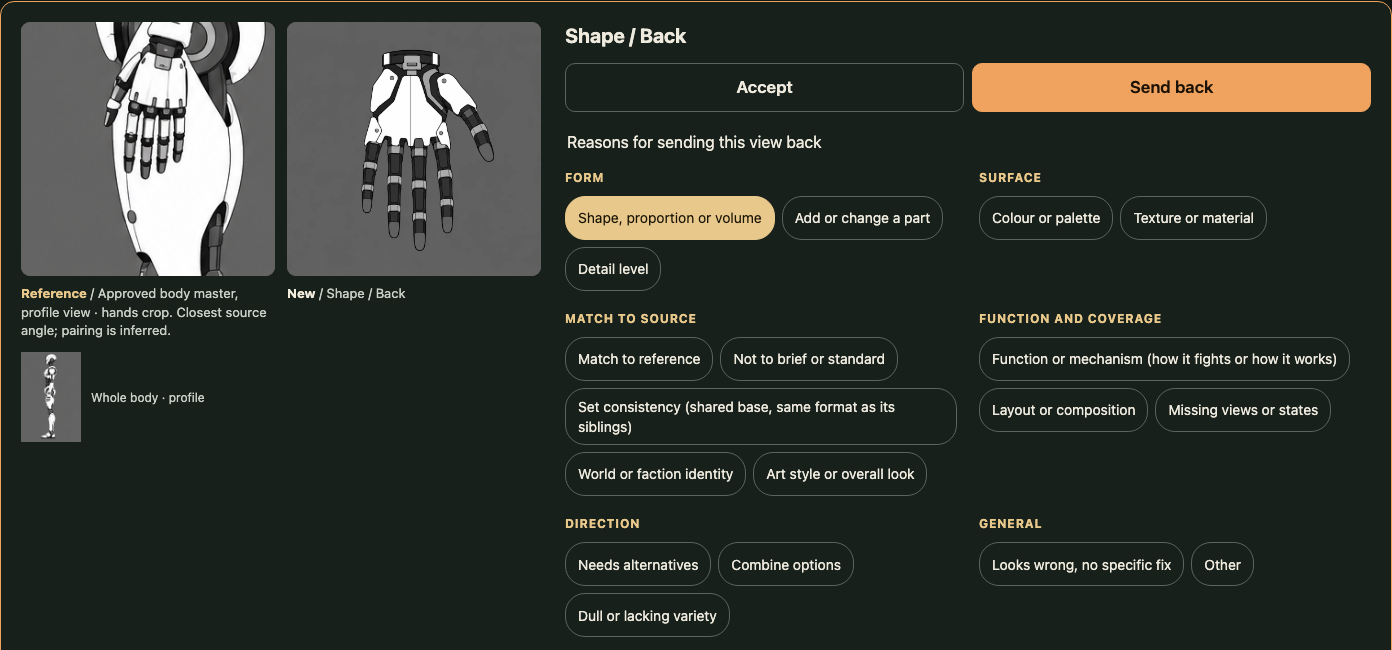 Shape / Back
Accept
Send back
Reasons for sending this view back
FORM
Shape, proportion or volume
Add or change a part
Detail level
SURFACE
Colour or palette
Texture or material
MATCH TO SOURCE
Match to reference
Not to brief or standard
Set consistency (shared base, same format as its
siblings)
World or faction identity
Art style or overall look
FUNCTION AND COVERAGE
Function or mechanism (how it fights or how it works)
Layout or composition
Missing views or states
DIRECTION
Needs alternatives
Combine options
Dull or lacking variety
GENERAL
Looks wrong, no specific fix
Other
Reference / Approved body master,
profile view · hands crop. Closest source
angle; pairing is inferred.
New / Shape / Back
Whole body · profile